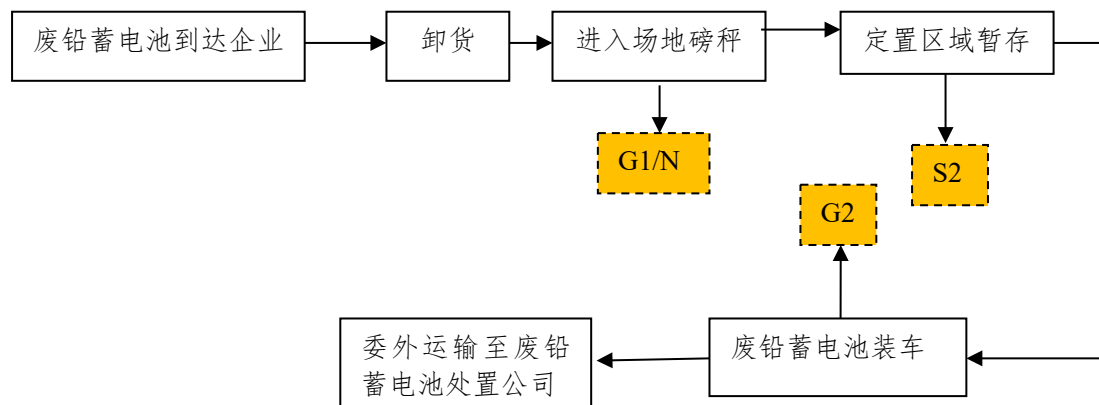 废铅蓄电池到达企业
卸货
进入场地磅秤
定置区域暂存
G1/N
S2
G2
废铅蓄电池装车
委外运输至废铅
蓄电池处置公司